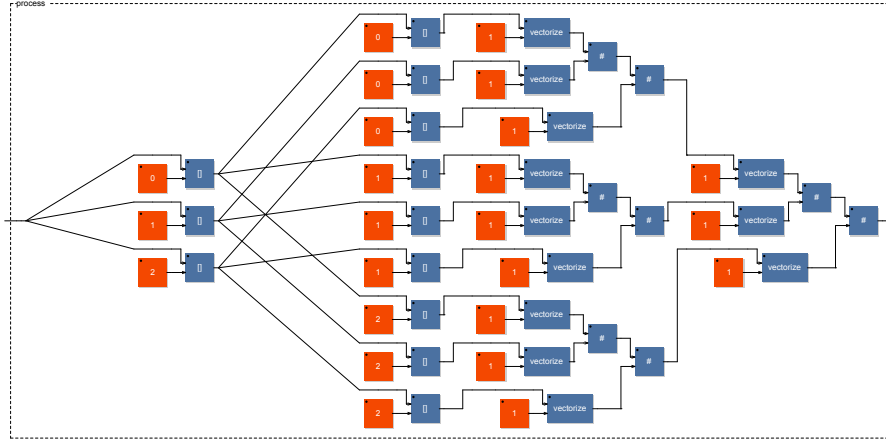 process
0 [] 1 vectorize
#
0 [] 1 vectorize #
0 [] 1 vectorize
0 [] 1 [] 1 vectorize 1 vectorize
# #
1 [] 1 [] 1 vectorize # 1 vectorize #
2 [] 1 [] 1 vectorize 1 vectorize
2 [] 1 vectorize
#
2 [] 1 vectorize #
2 [] 1 vectorize